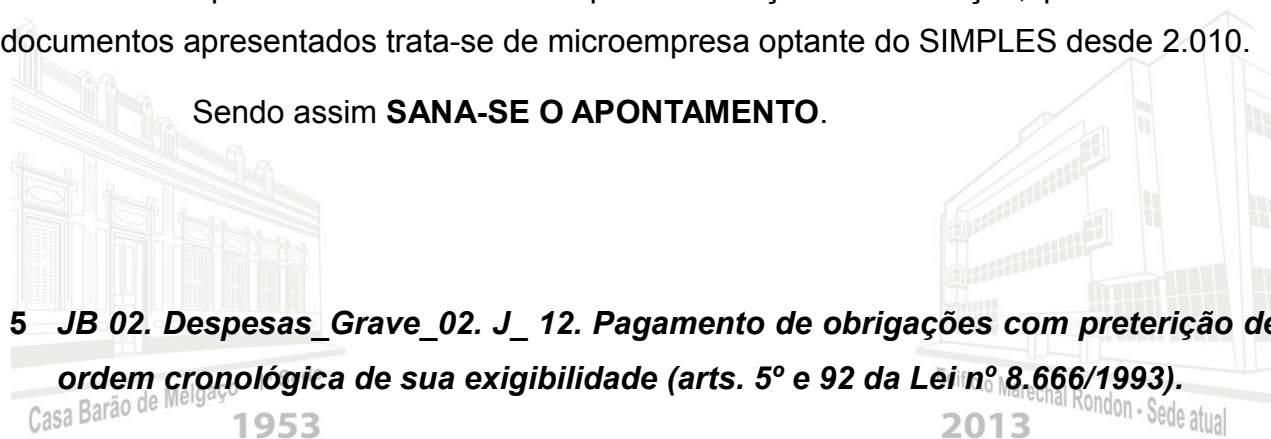 documentos apresentados trata-se de microempresa optante do SIMPLES desde 2.010.
Sendo assim SANA-SE O APONTAMENTO.
5 JB 02. Despesas_Grave_02. J_ 12. Pagamento de obrigações com preterição de
ordem cronológica de sua exigibilidade (arts. 5º e 92 da Lei nº 8.666/1993).
Casa Barão de Melgaço
Marechal Rondon - Sede atual
1953
2013